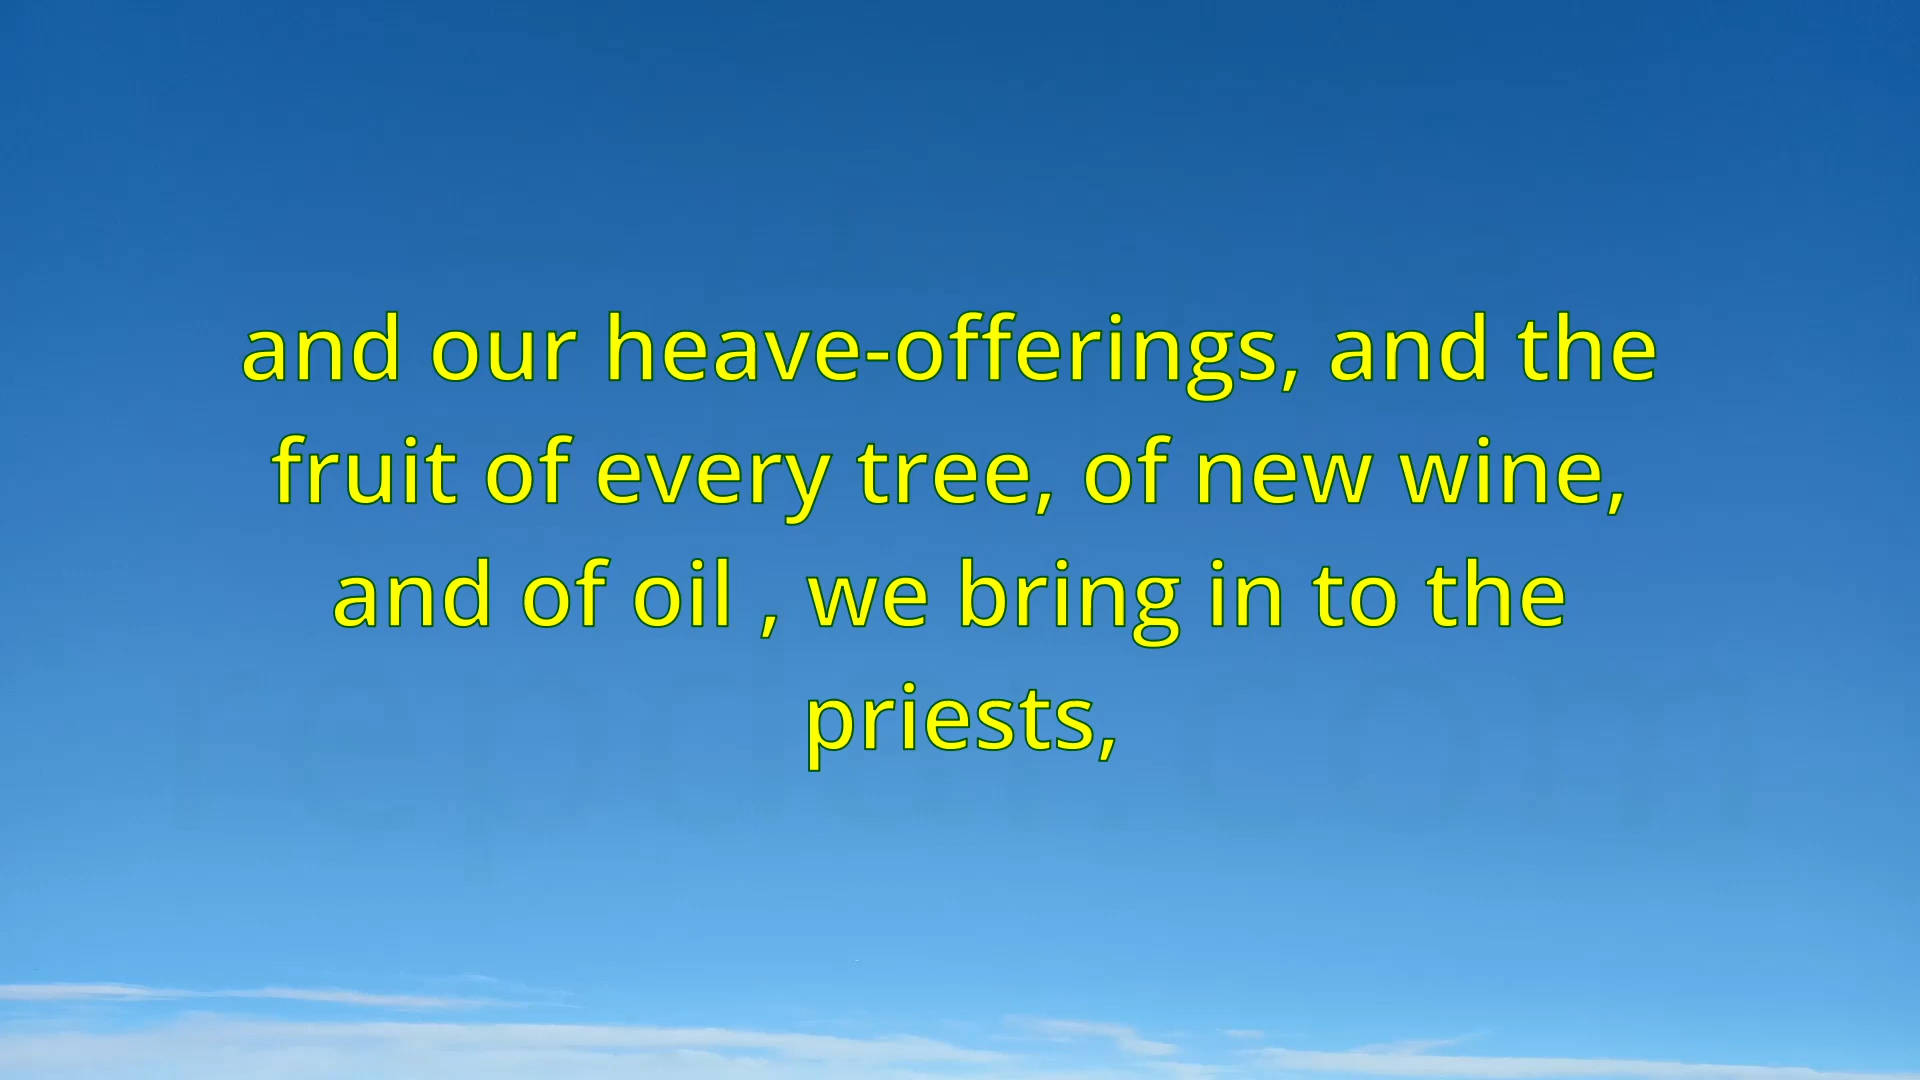 and our heave-offerings, and the
fruit of every tree, of new wine,
and of oil , we bring in to the
priests,